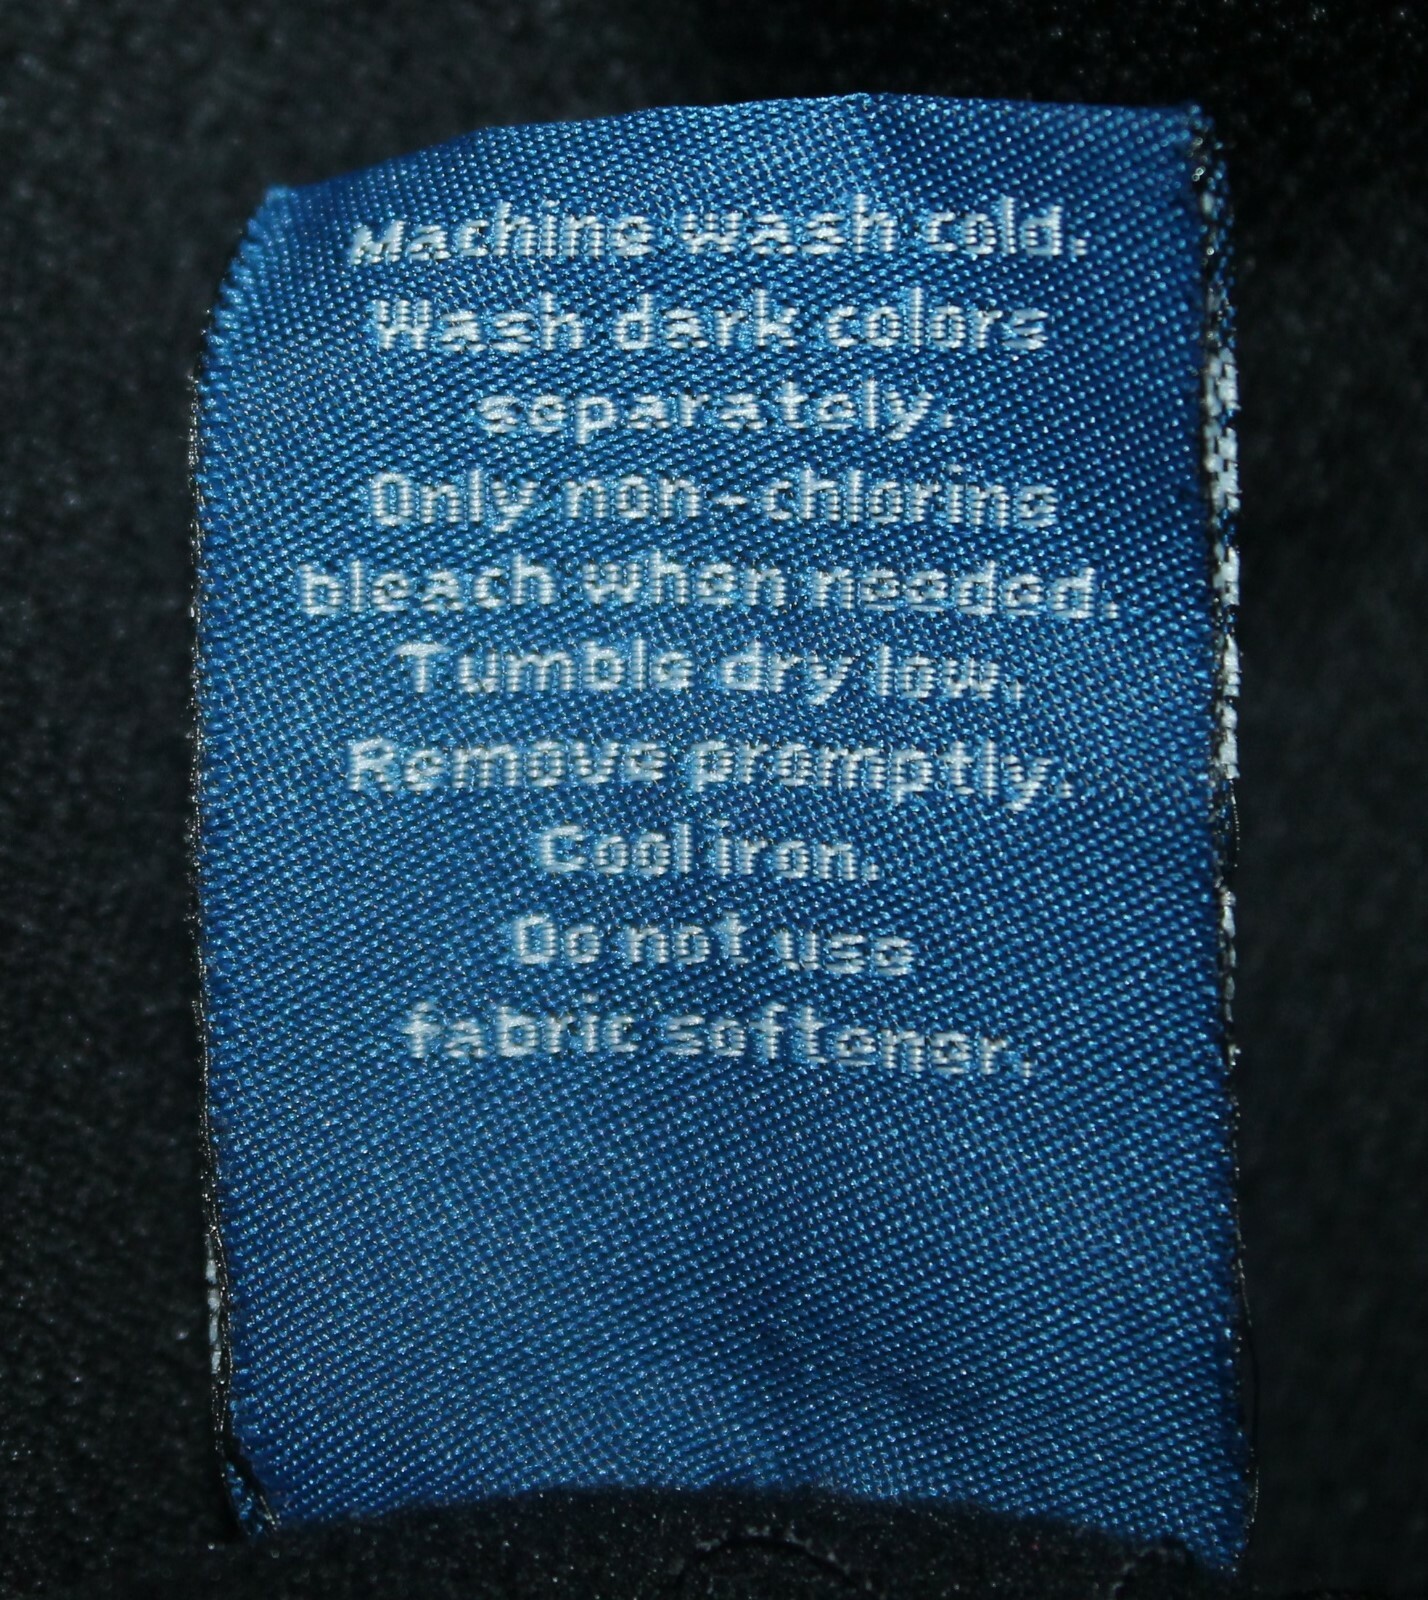 Machine wash cold.
Wash dark colors
separately.
Only non-chlorine
bleach when needed.
Tumble dry low.
Remove promptly.
Cool iron.
Do not use
fabric softener.